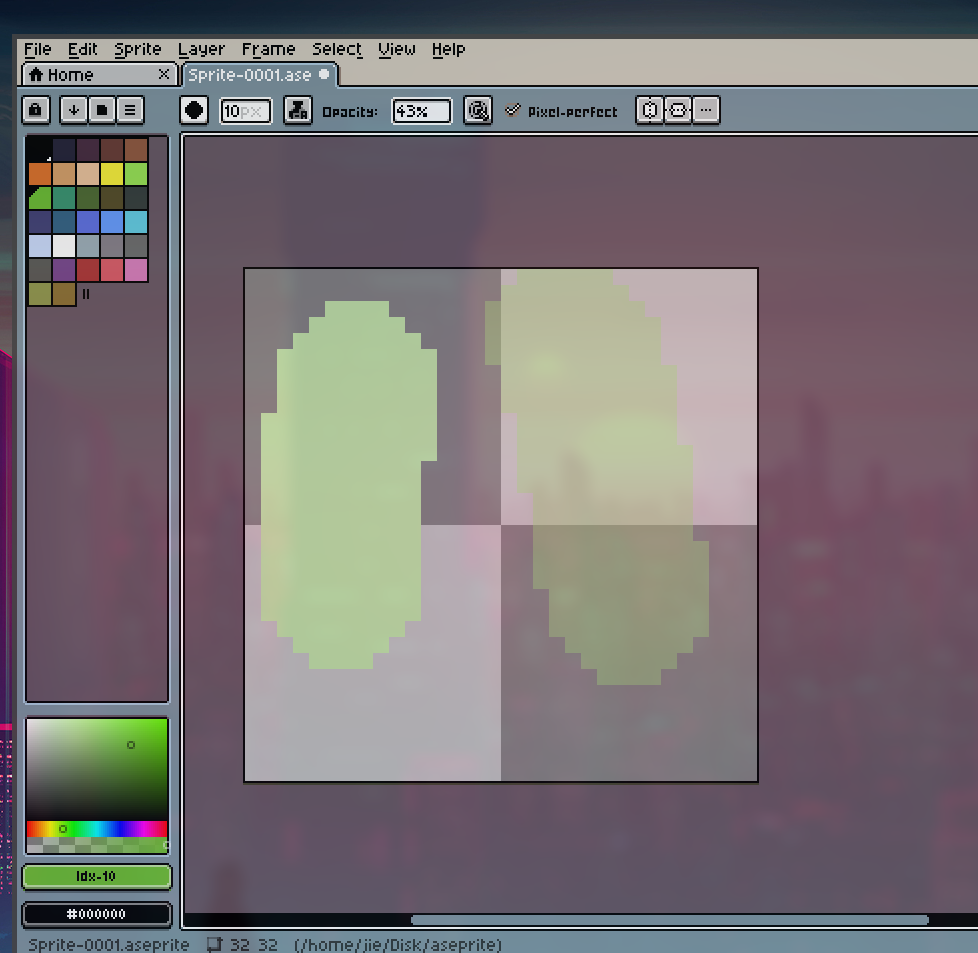 File Edit Sprite Layer Frame Select View Help
Home Sprite-0001.ase
10px Opacity: 43% Pixel-perfect
Idx-10
#000000
Sprite-0001.aseprite 32 32 (/home/jie/Disk/aseprite)